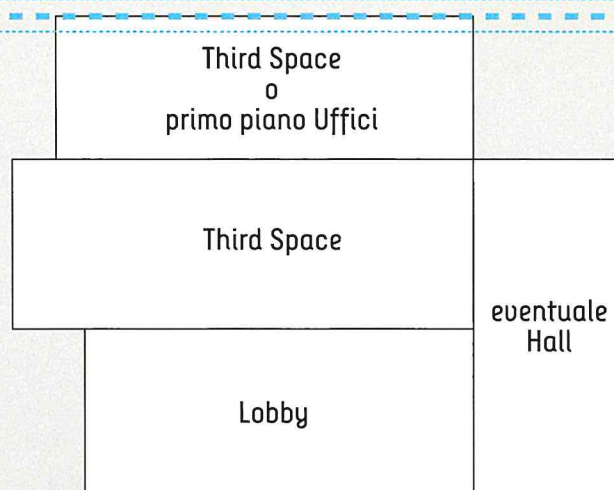 Third Space
o
primo piano Uffici
Third Space
eventuale
Hall
Lobby